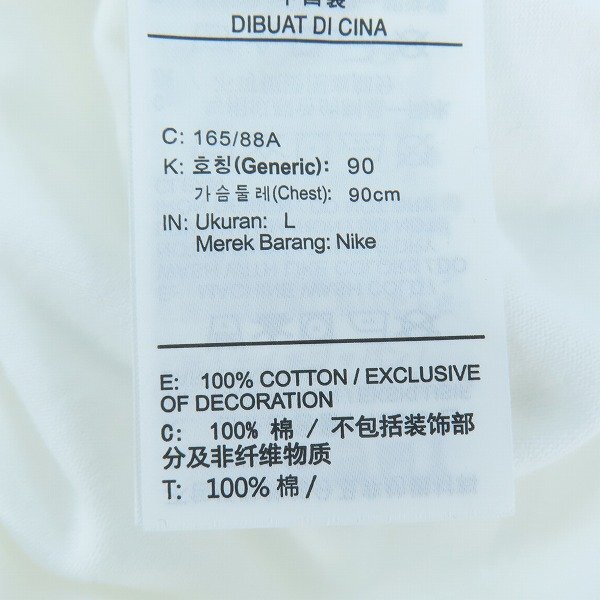 DIBUAT DI CINA
C: 165/88A
K: 호칭(Generic): 90
가슴둘레(Chest): 90cm
IN: Ukuran: L
Merek Barang: Nike
E: 100% COTTON / EXCLUSIVE
OF DECORATION
C: 100% 棉 / 不包括装饰部
分及非纤维物质
T: 100% 棉 /